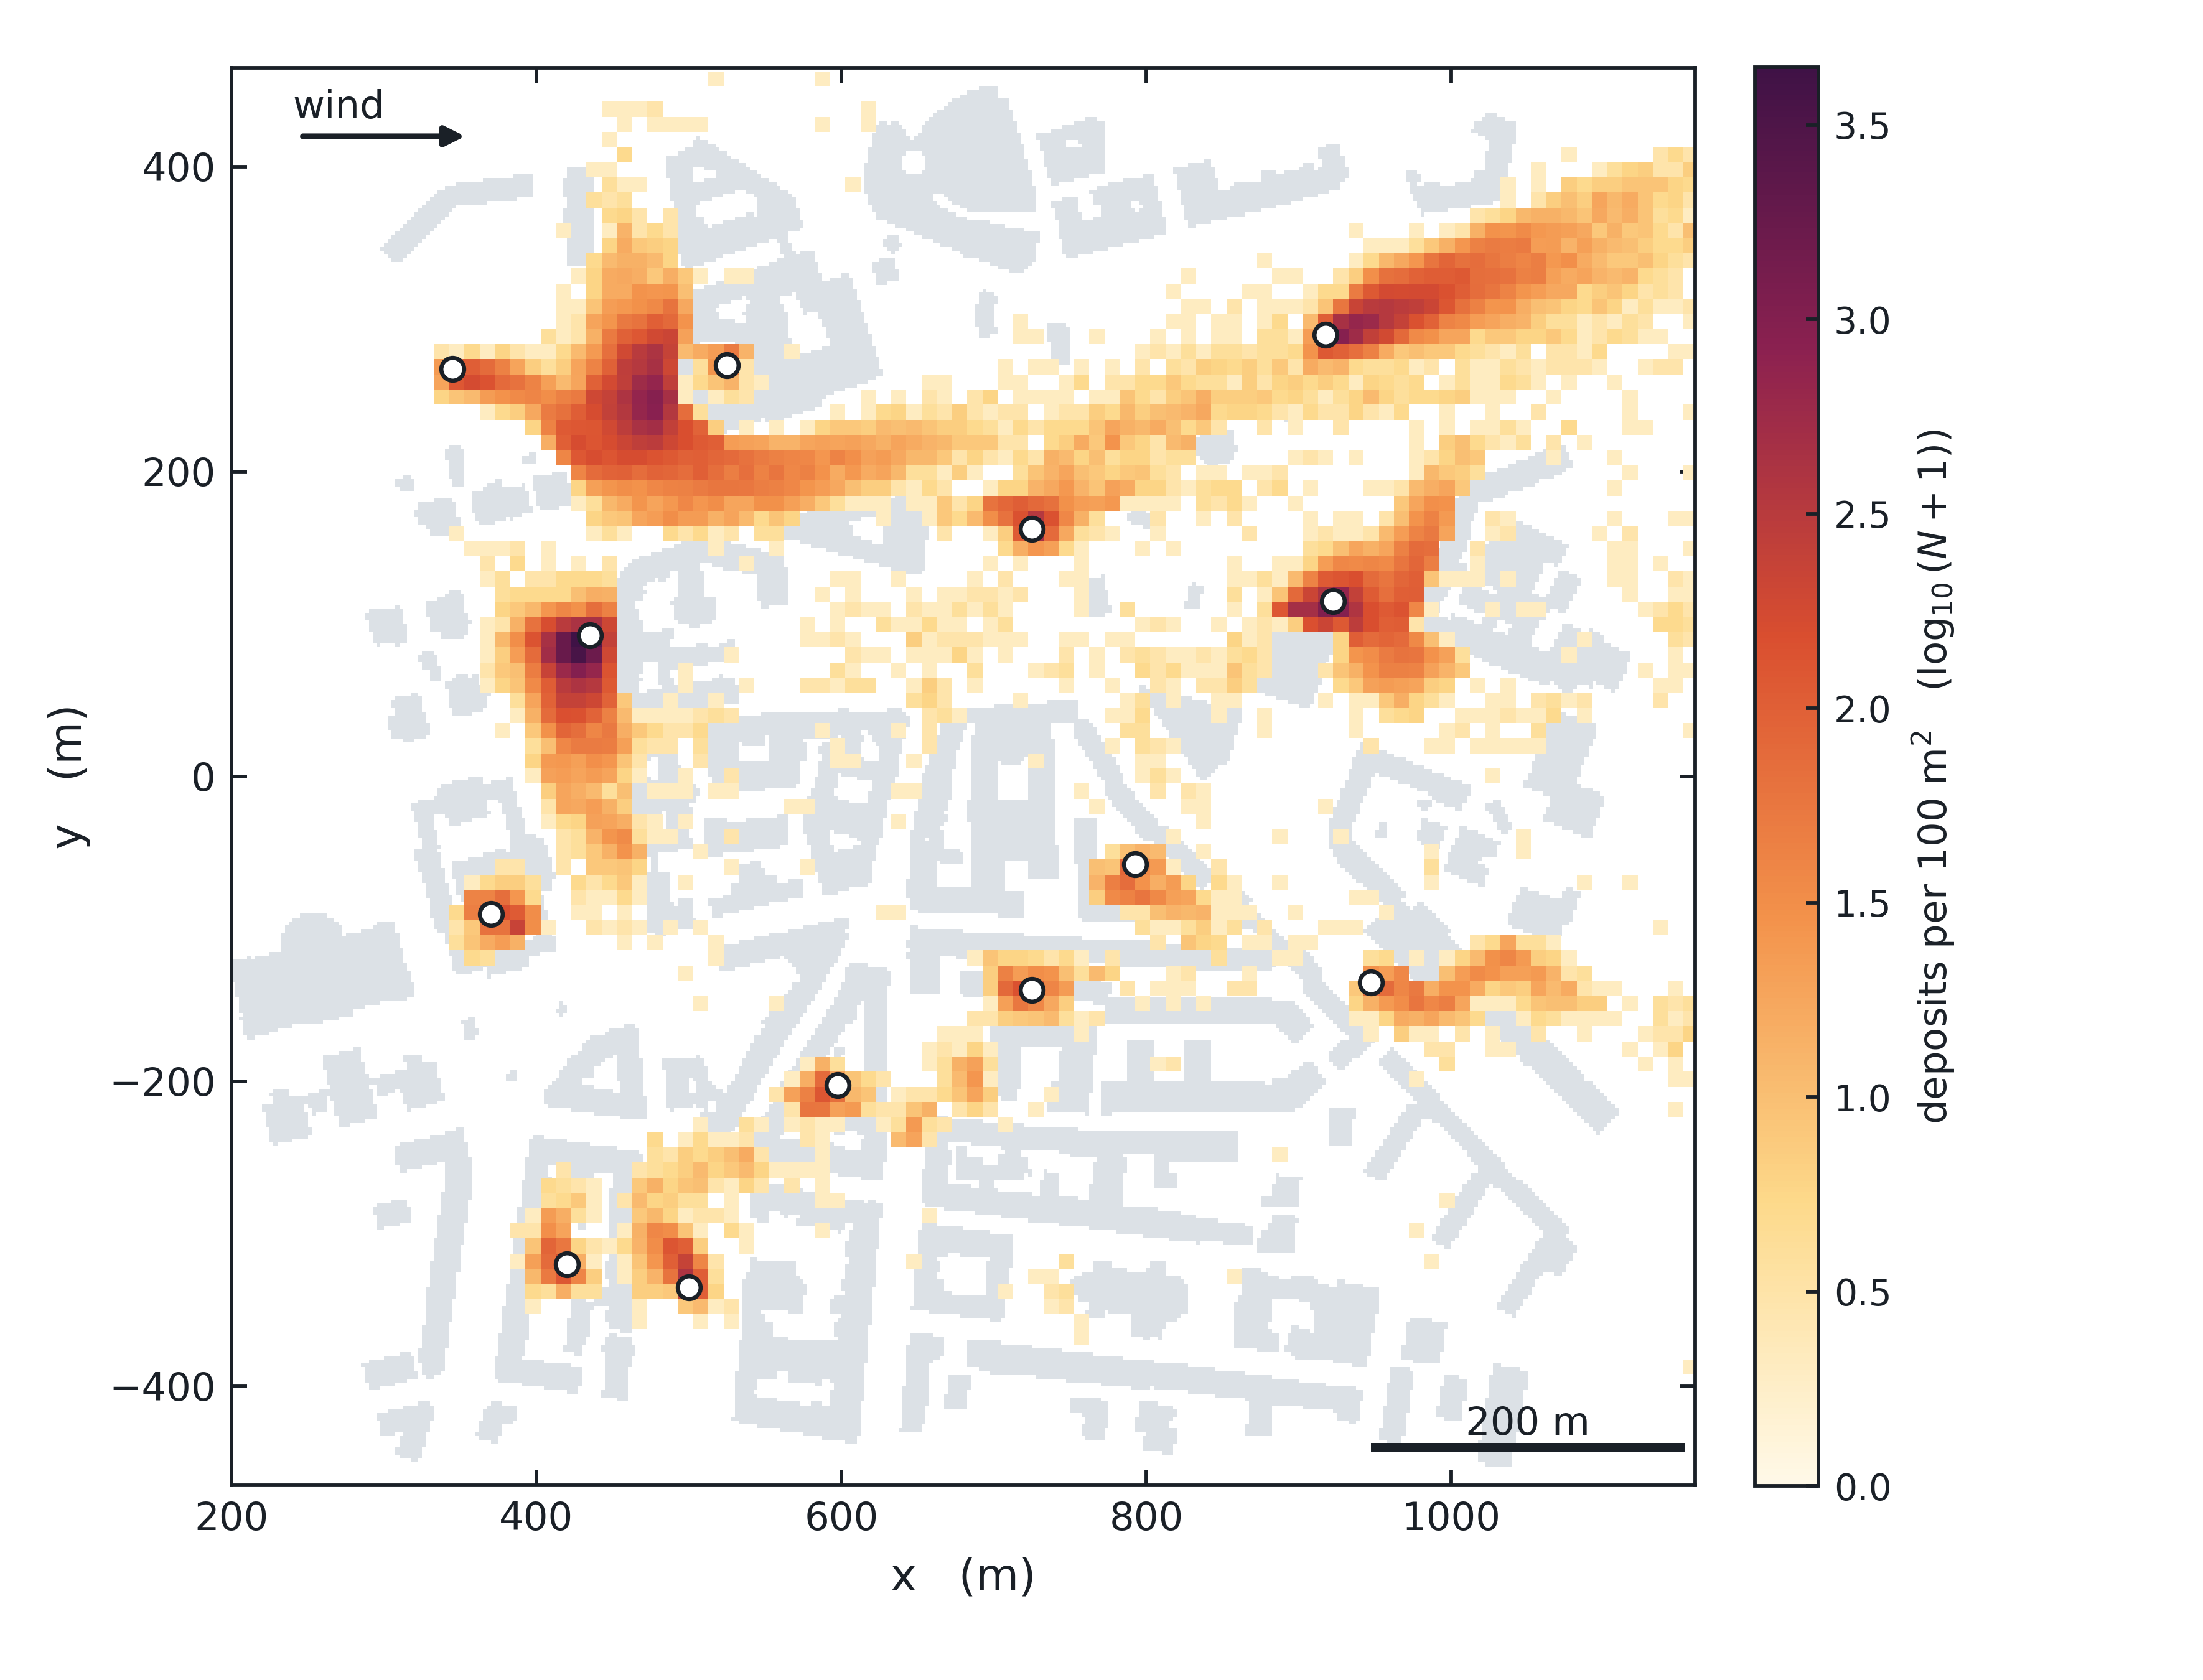 wind
400
200
0
−200
−400
y (m)
200 m
200 400 600 800 1000
x (m)
3.5
3.0
2.5
2.0
1.5
1.0
0.5
0.0
deposits per 100 m² (log₁₀ (N + 1))